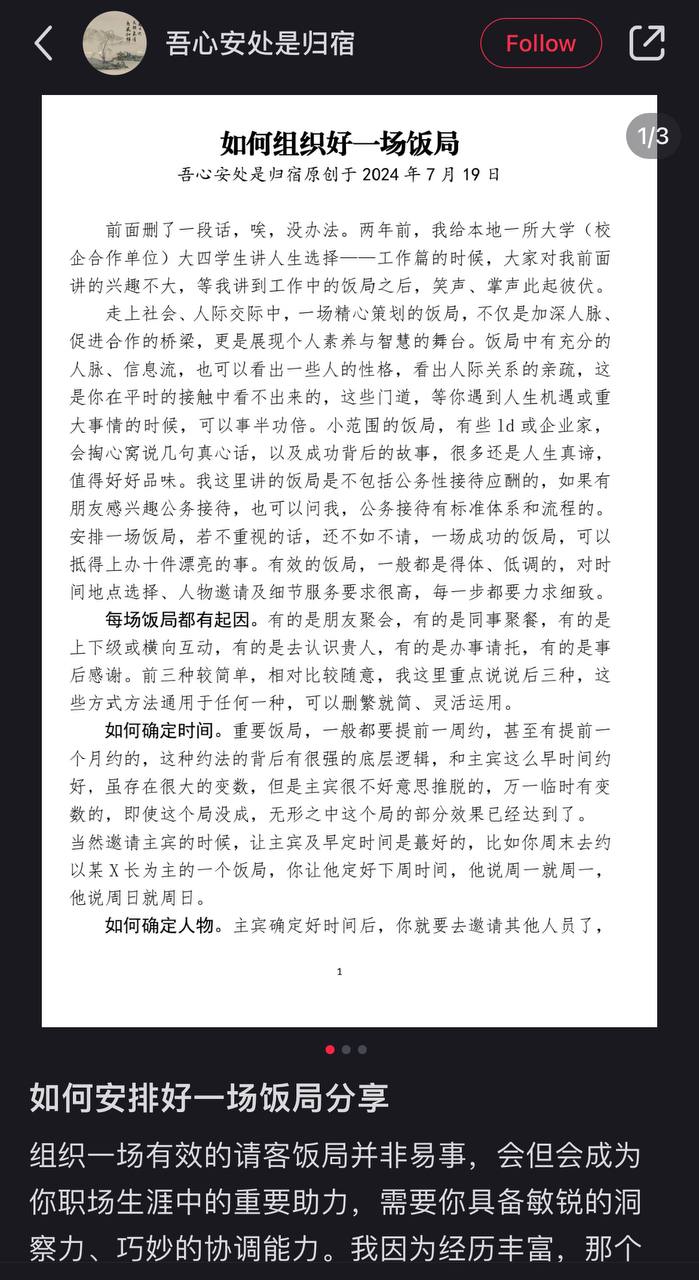 吾心安处是归宿
Follow
1/3
如何组织好一场饭局
吾心安处是归宿原创于 2024 年 7 月 19 日
前面删了一段话，唉，没办法。两年前，我给本地一所大学（校
企合作单位）大四学生讲人生选择——工作篇的时候，大家对我前面
讲的兴趣不大，等我讲到工作中的饭局之后，笑声、掌声此起彼伏。
走上社会、人际交际中，一场精心策划的饭局，不仅是加深人脉、
促进合作的桥梁，更是展现个人素养与智慧的舞台。饭局中有充分的
人脉、信息流，也可以看出一些人的性格，看出人际关系的亲疏，这
是你在平时的接触中看不出来的，这些门道，等你遇到人生机遇或重
大事情的时候，可以事半功倍。小范围的饭局，有些 ld 或企业家，
会掏心窝说几句真心话，以及成功背后的故事，很多还是人生真谛，
值得好好品味。我这里讲的饭局是不包括公务性接待应酬的，如果有
朋友感兴趣公务接待，也可以问我，公务接待有标准体系和流程的。
安排一场饭局，若不重视的话，还不如不请，一场成功的饭局，可以
抵得上办十件漂亮的事。有效的饭局，一般都是得体、低调的，对时
间地点选择、人物邀请及细节服务要求很高，每一步都要力求细致。
每场饭局都有起因。有的是朋友聚会，有的是同事聚餐，有的是
上下级或横向互动，有的是去认识贵人，有的是办事请托，有的是事
后感谢。前三种较简单，相对比较随意，我这里重点说说后三种，这
些方式方法通用于任何一种，可以删繁就简、灵活运用。
如何确定时间。重要饭局，一般都要提前一周约，甚至有提前一
个月约的，这种约法的背后有很强的底层逻辑，和主宾这么早时间约
好，虽存在很大的变数，但是主宾很不好意思推脱的，万一临时有变
数的，即使这个局没成，无形之中这个局的部分效果已经达到了。
当然邀请主宾的时候，让主宾及早定时间是蕞好的，比如你周末去约
以某 X 长为主的一个饭局，你让他定好下周时间，他说周一就周一，
他说周日就周日。
如何确定人物。主宾确定好时间后，你就要去邀请其他人员了，
1
如何安排好一场饭局分享
组织一场有效的请客饭局并非易事，会但会成为
你职场生涯中的重要助力，需要你具备敏锐的洞
察力、巧妙的协调能力。我因为经历丰富，那个